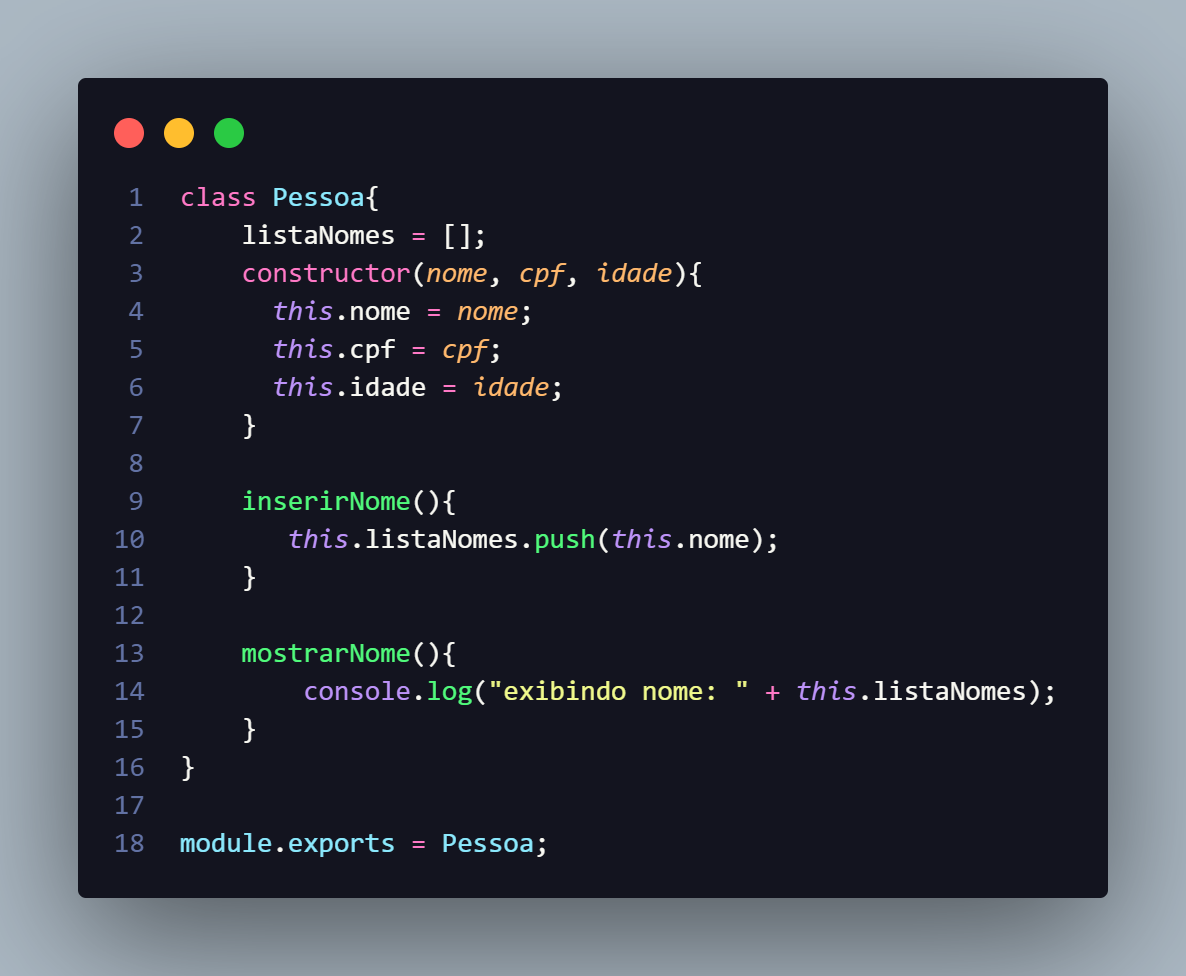 1 class Pessoa{
2     listaNomes = [];
3     constructor(nome, cpf, idade){
4       this.nome = nome;
5       this.cpf = cpf;
6       this.idade = idade;
7     }
8
9     inserirNome(){
10        this.listaNomes.push(this.nome);
11    }
12
13    mostrarNome(){
14        console.log("exibindo nome: " + this.listaNomes);
15    }
16 }
17
18 module.exports = Pessoa;